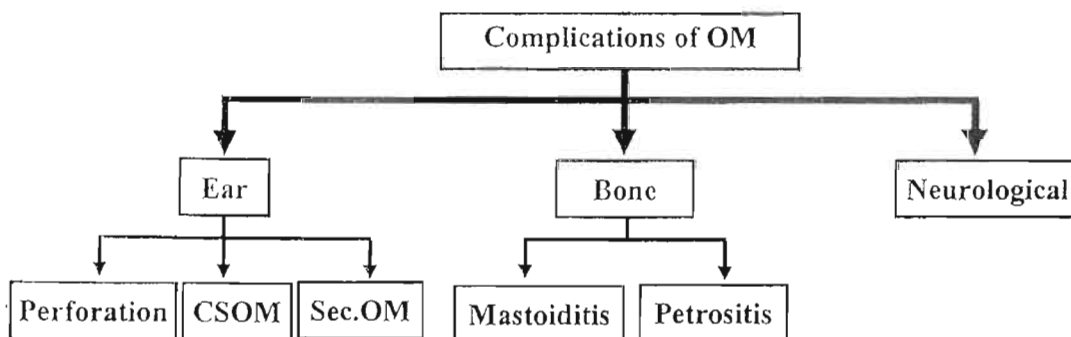 Complications of OM
Ear
Bone
Neurological
Perforation
CSOM
Sec.OM
Mastoiditis
Petrositis